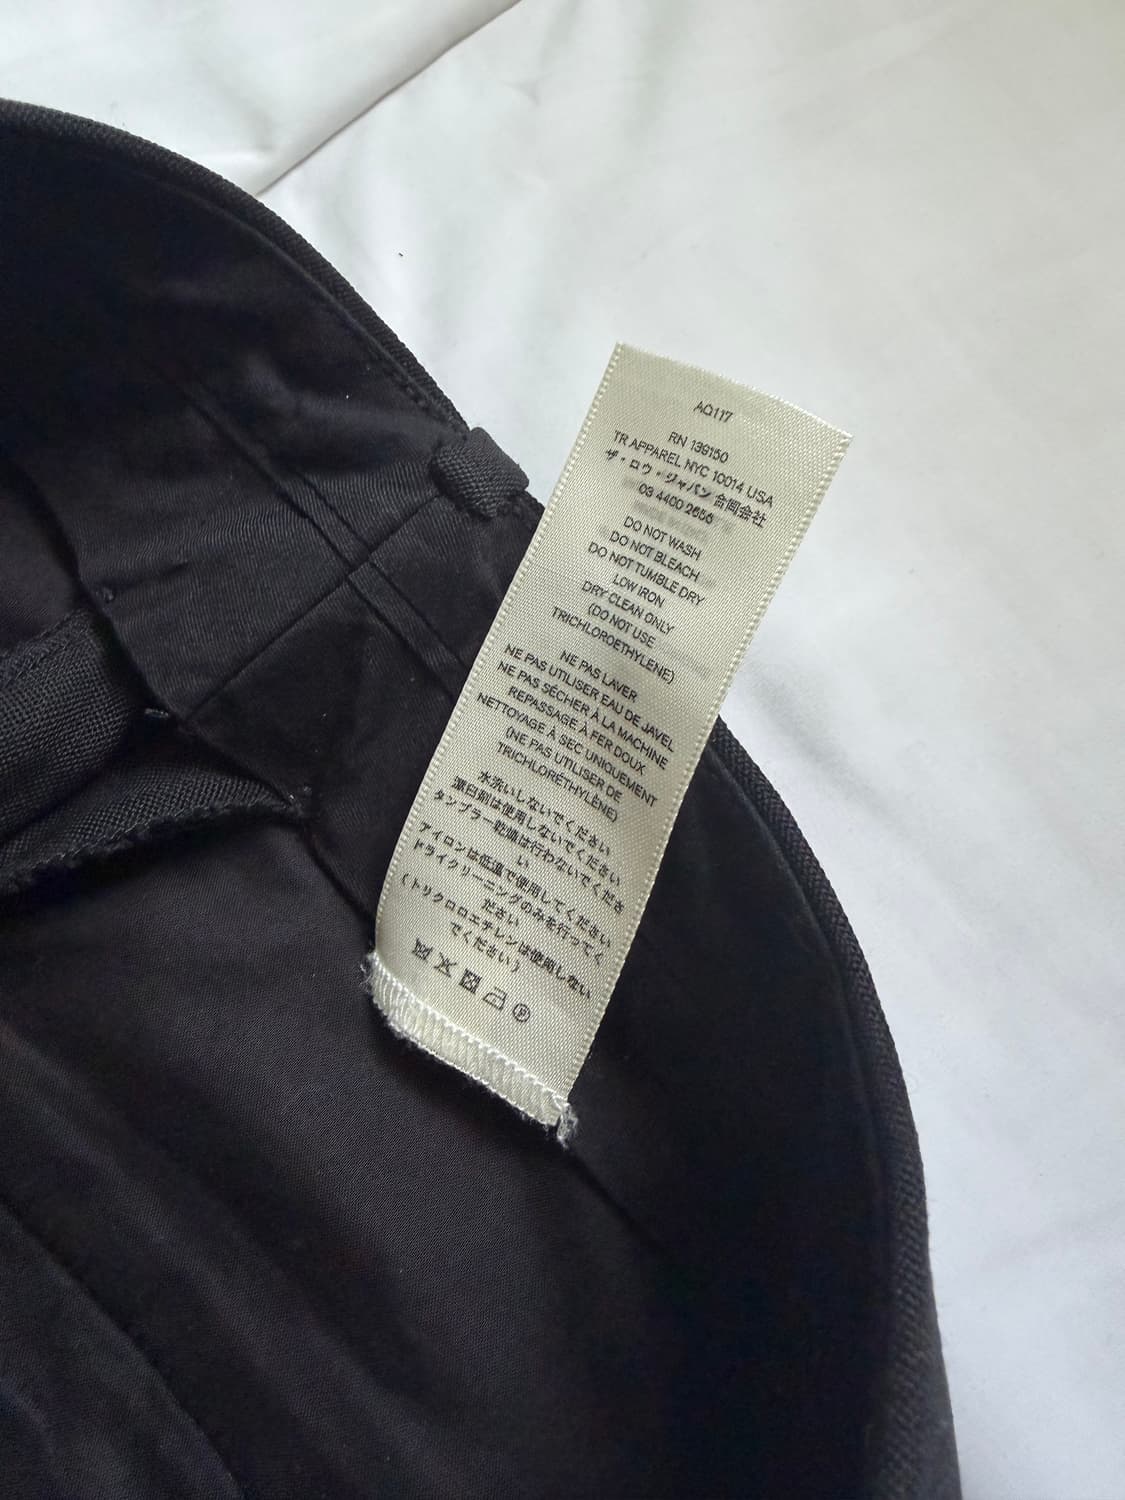 AQ117
RN 139150
TR APPAREL NYC 10014 USA
ザ・ロウ・ジャパン 合同会社
03 4400 2656
DO NOT WASH
DO NOT BLEACH
DO NOT TUMBLE DRY
LOW IRON
DRY CLEAN ONLY
(DO NOT USE
TRICHLOROETHYLENE)
NE PAS LAVER
NE PAS UTILISER EAU DE JAVEL
NE PAS SÉCHER À LA MACHINE
REPASSAGE À FER DOUX
NETTOYAGE À SEC UNIQUEMENT
(NE PAS UTILISER DE
TRICHLORÉTHYLÈNE)
水洗いしないでください
漂白剤は使用しないでください
タンブラー乾燥は行わないでくださ
い
アイロンは低温で使用してください
ドライクリーニングのみを行ってく
ださい
(トリクロロエチレンは使用しない
でください)
Ⓟ